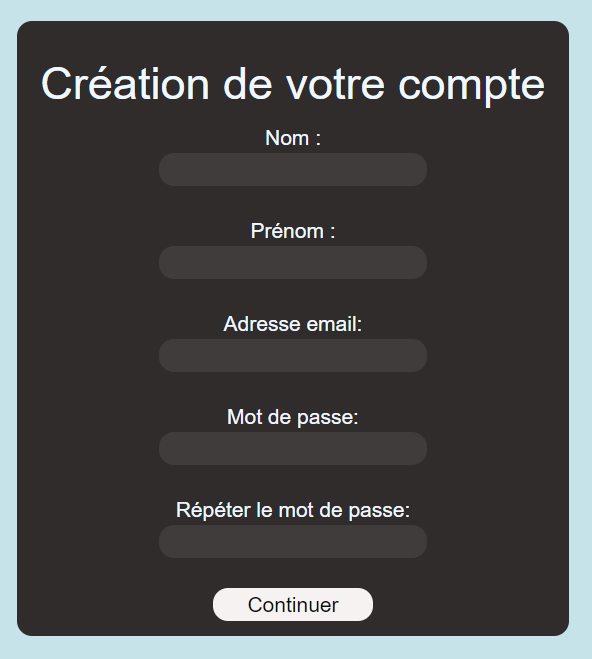 Création de votre compte
Nom :
Prénom :
Adresse email:
Mot de passe:
Répéter le mot de passe:
Continuer